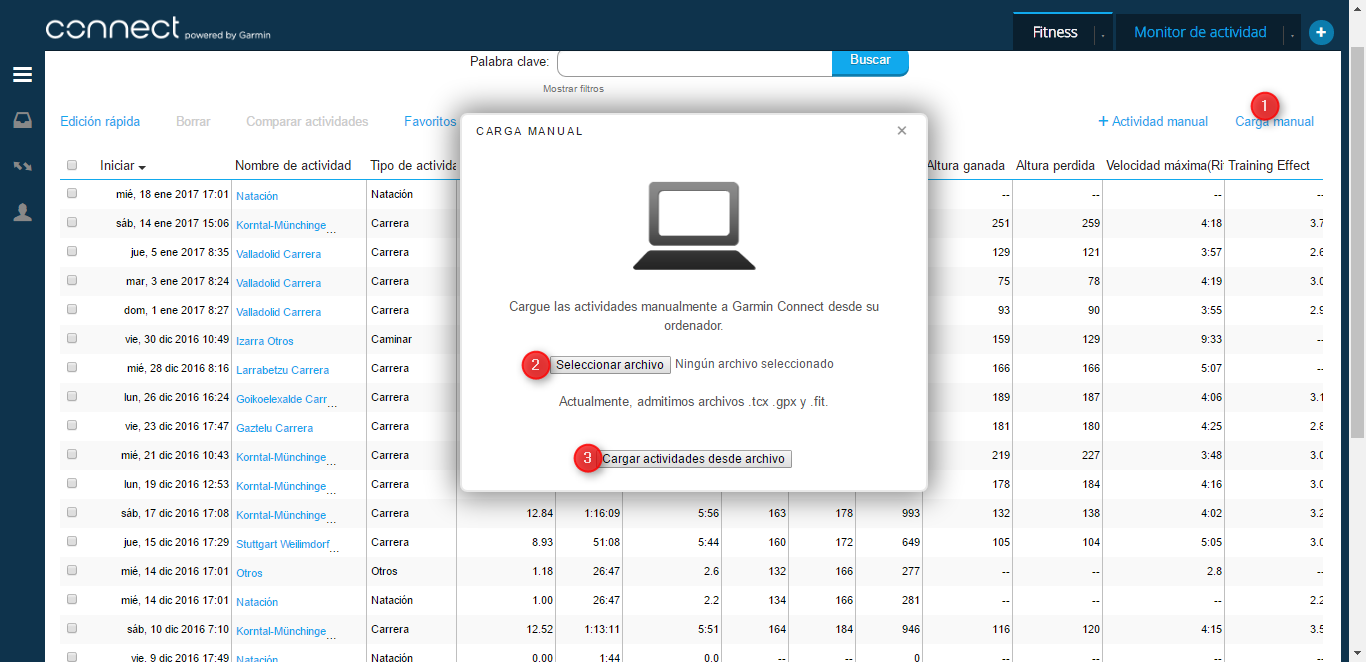 connect powered by Garmin
Fitness
Monitor de actividad
Palabra clave:
Buscar
Mostrar filtros
Edición rápida Borrar Comparar actividades Favoritos
+ Actividad manual Carga manual
1
Iniciar Nombre de actividad Tipo de activida Altura ganada Altura perdida Velocidad máxima(Ri Training Effect
mié, 18 ene 2017 17:01 Natación Natación -- -- -- --
sáb, 14 ene 2017 15:06 Korntal-Münchinge... Carrera 251 259 4:18 3.7
jue, 5 ene 2017 8:35 Valladolid Carrera Carrera 129 121 3:57 2.6
mar, 3 ene 2017 8:24 Valladolid Carrera Carrera 75 78 4:19 3.0
dom, 1 ene 2017 8:27 Valladolid Carrera Carrera 93 90 3:55 2.9
vie, 30 dic 2016 10:49 Izarra Otros Caminar 159 129 9:33 --
mié, 28 dic 2016 8:16 Larrabetzu Carrera Carrera 166 166 5:07 --
lun, 26 dic 2016 16:24 Goikoelexalde Carr... Carrera 189 187 4:06 3.1
vie, 23 dic 2016 17:47 Gaztelu Carrera Carrera 181 180 4:25 2.8
mié, 21 dic 2016 10:43 Korntal-Münchinge... Carrera 219 227 3:48 3.0
lun, 19 dic 2016 12:53 Korntal-Münchinge... Carrera 178 184 4:16 3.0
sáb, 17 dic 2016 17:08 Korntal-Münchinge... Carrera 12.84 1:16:09 5:56 163 178 993 132 138 4:02 3.2
jue, 15 dic 2016 17:29 Stuttgart Weilimdorf... Carrera 8.93 51:08 5:44 160 172 649 105 104 5:05 3.0
mié, 14 dic 2016 17:01 Otros Otros 1.18 26:47 2.6 132 166 277 -- -- 2.8 --
mié, 14 dic 2016 17:01 Natación Natación 1.00 26:47 2.2 134 166 281 -- -- -- 2.2
sáb, 10 dic 2016 7:10 Korntal-Münchinge... Carrera 12.52 1:13:11 5:51 164 184 946 116 120 4:15 3.5
vie, 9 dic 2016 17:49 Natación Natación 0.00 1:44 0.0 -- -- 0 -- -- -- --
CARGA MANUAL ×
Cargue las actividades manualmente a Garmin Connect desde su
ordenador.
2 Seleccionar archivo Ningún archivo seleccionado
Actualmente, admitimos archivos .tcx .gpx y .fit.
3 Cargar actividades desde archivo